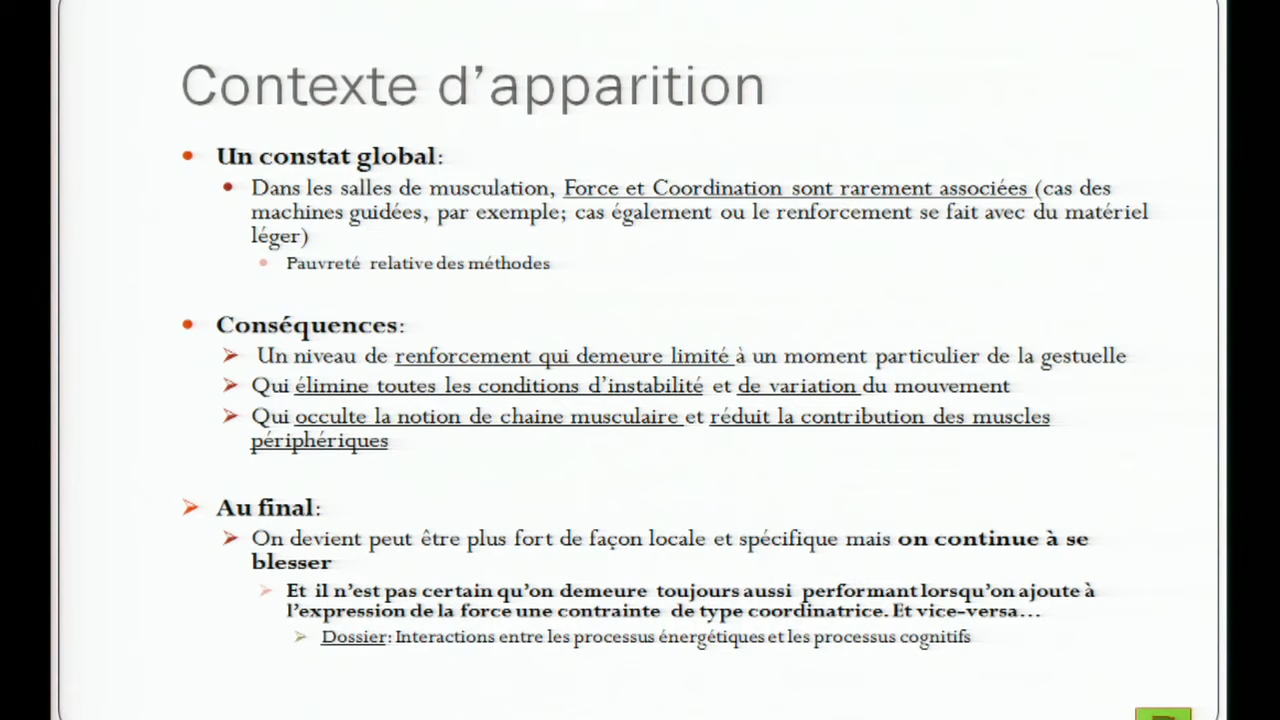 Contexte d’apparition
Un constat global:
Dans les salles de musculation, Force et Coordination sont rarement associées (cas des
machines guidées, par exemple; cas également ou le renforcement se fait avec du matériel
léger)
Pauvreté relative des méthodes
Conséquences:
Un niveau de renforcement qui demeure limité à un moment particulier de la gestuelle
Qui élimine toutes les conditions d’instabilité et de variation du mouvement
Qui occulte la notion de chaine musculaire et réduit la contribution des muscles
périphériques
Au final:
On devient peut être plus fort de façon locale et spécifique mais on continue à se
blesser
Et il n’est pas certain qu’on demeure toujours aussi performant lorsqu’on ajoute à
l’expression de la force une contrainte de type coordinatrice. Et vice-versa…
Dossier: Interactions entre les processus énergétiques et les processus cognitifs